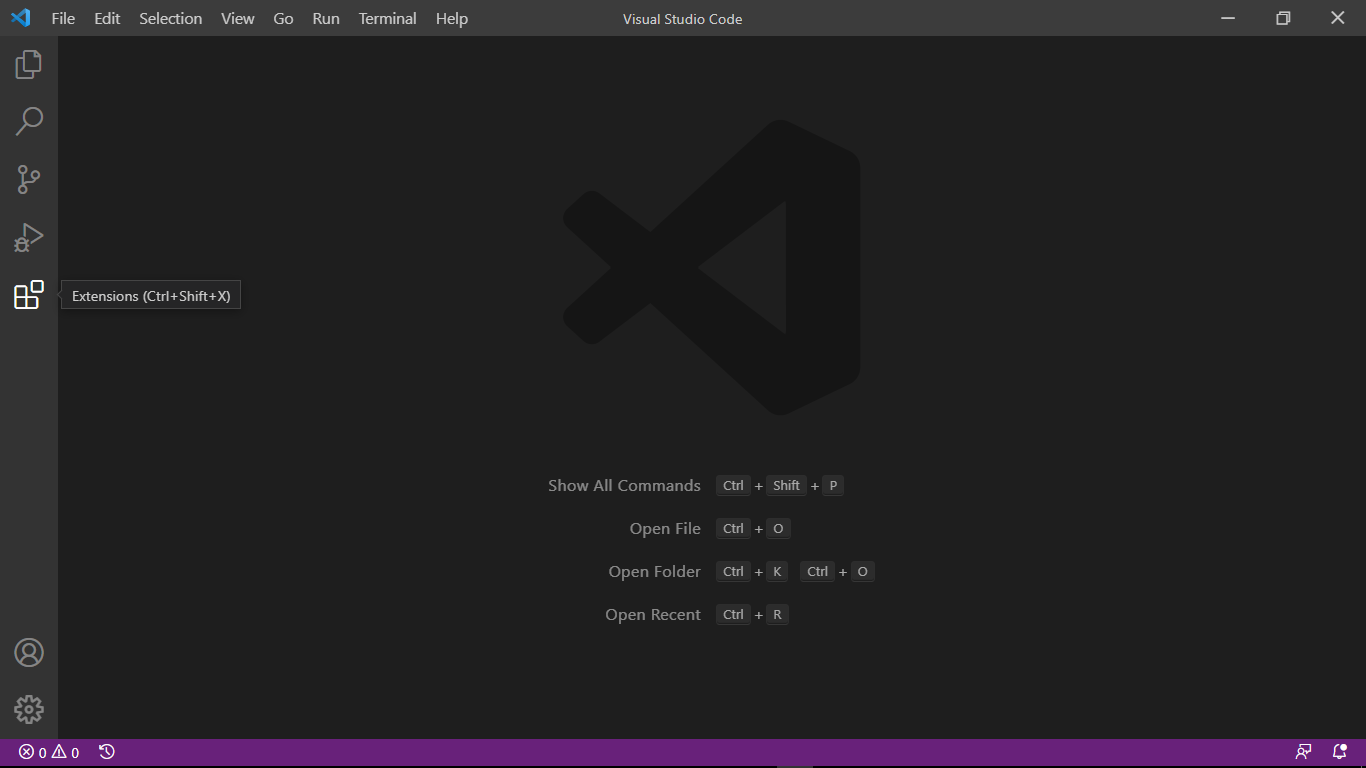 File Edit Selection View Go Run Terminal Help Visual Studio Code
Extensions (Ctrl+Shift+X)
Show All Commands Ctrl + Shift + P
Open File Ctrl + O
Open Folder Ctrl + K Ctrl + O
Open Recent Ctrl + R
0 0